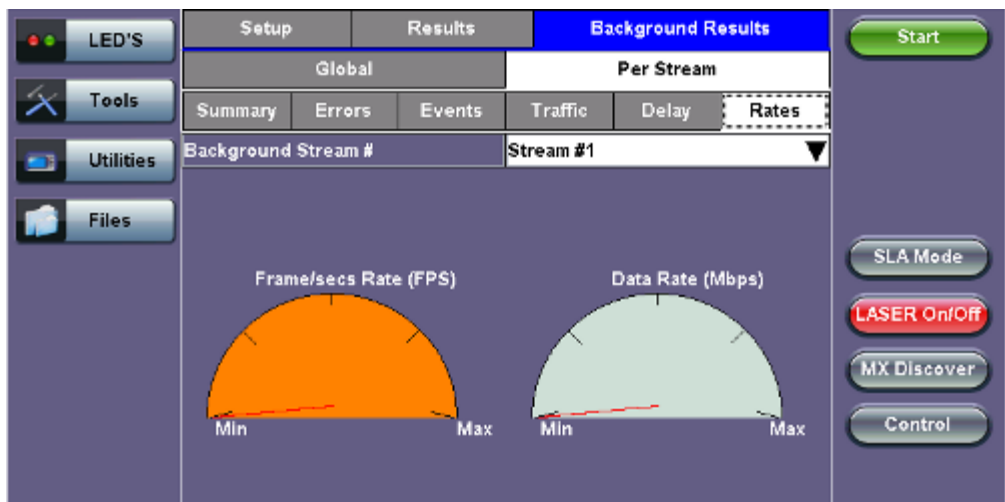 LED'S
Tools
Utilities
Files
Setup Results Background Results
Global Per Stream
Summary Errors Events Traffic Delay Rates
Background Stream # Stream #1
Frame/secs Rate (FPS) Data Rate (Mbps)
Min Max Min Max
Start
SLA Mode
LASER On/Off
MX Discover
Control